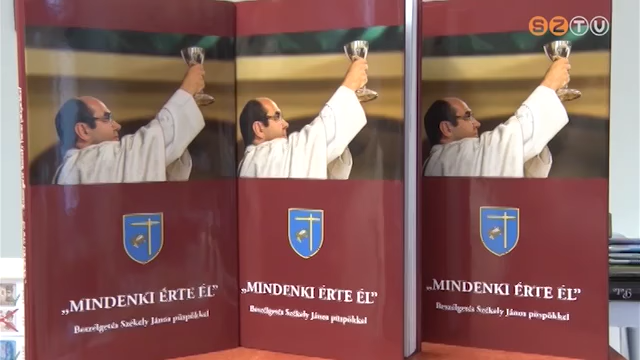 SZTV
„MINDENKI ÉRTE ÉL”
Beszélgetés Székely János püspökkel
„MINDENKI ÉRTE ÉL”
Beszélgetés Székely János püspökkel
„MINDENKI ÉRTE ÉL”
Beszélgetés Székely János püspökkel